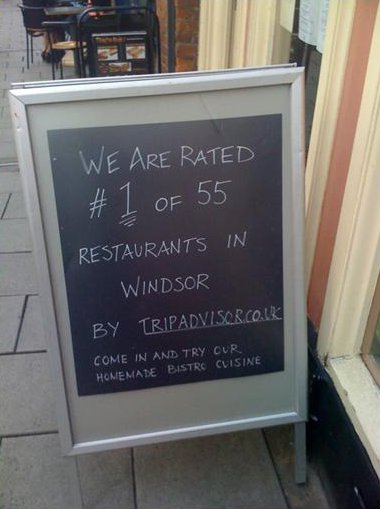 WE ARE RATED
# 1 OF 55
RESTAURANTS IN
WINDSOR
BY TRIPADVISOR.CO.UK
COME IN AND TRY OUR
HOMEMADE BISTRO CUISINE